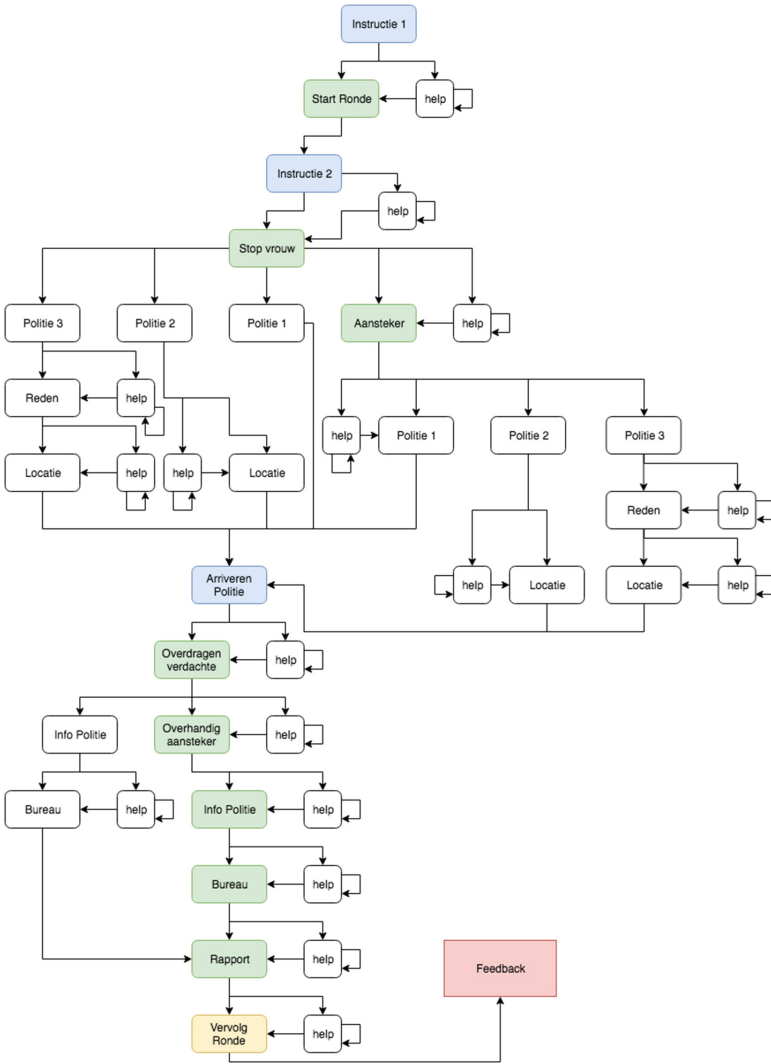 Instructie 1
Start Ronde
help
Instructie 2
help
Stop vrouw
Politie 3
Politie 2
Politie 1
Aansteker
help
Reden
help
help
Politie 1
Politie 2
Politie 3
Locatie
help
help
Locatie
Reden
help
Arriveren
Politie
help
Locatie
Locatie
help
Overdragen
verdachte
help
Info Politie
Overhandig
aansteker
help
Bureau
help
Info Politie
help
Bureau
help
Rapport
help
Feedback
Vervolg
Ronde
help